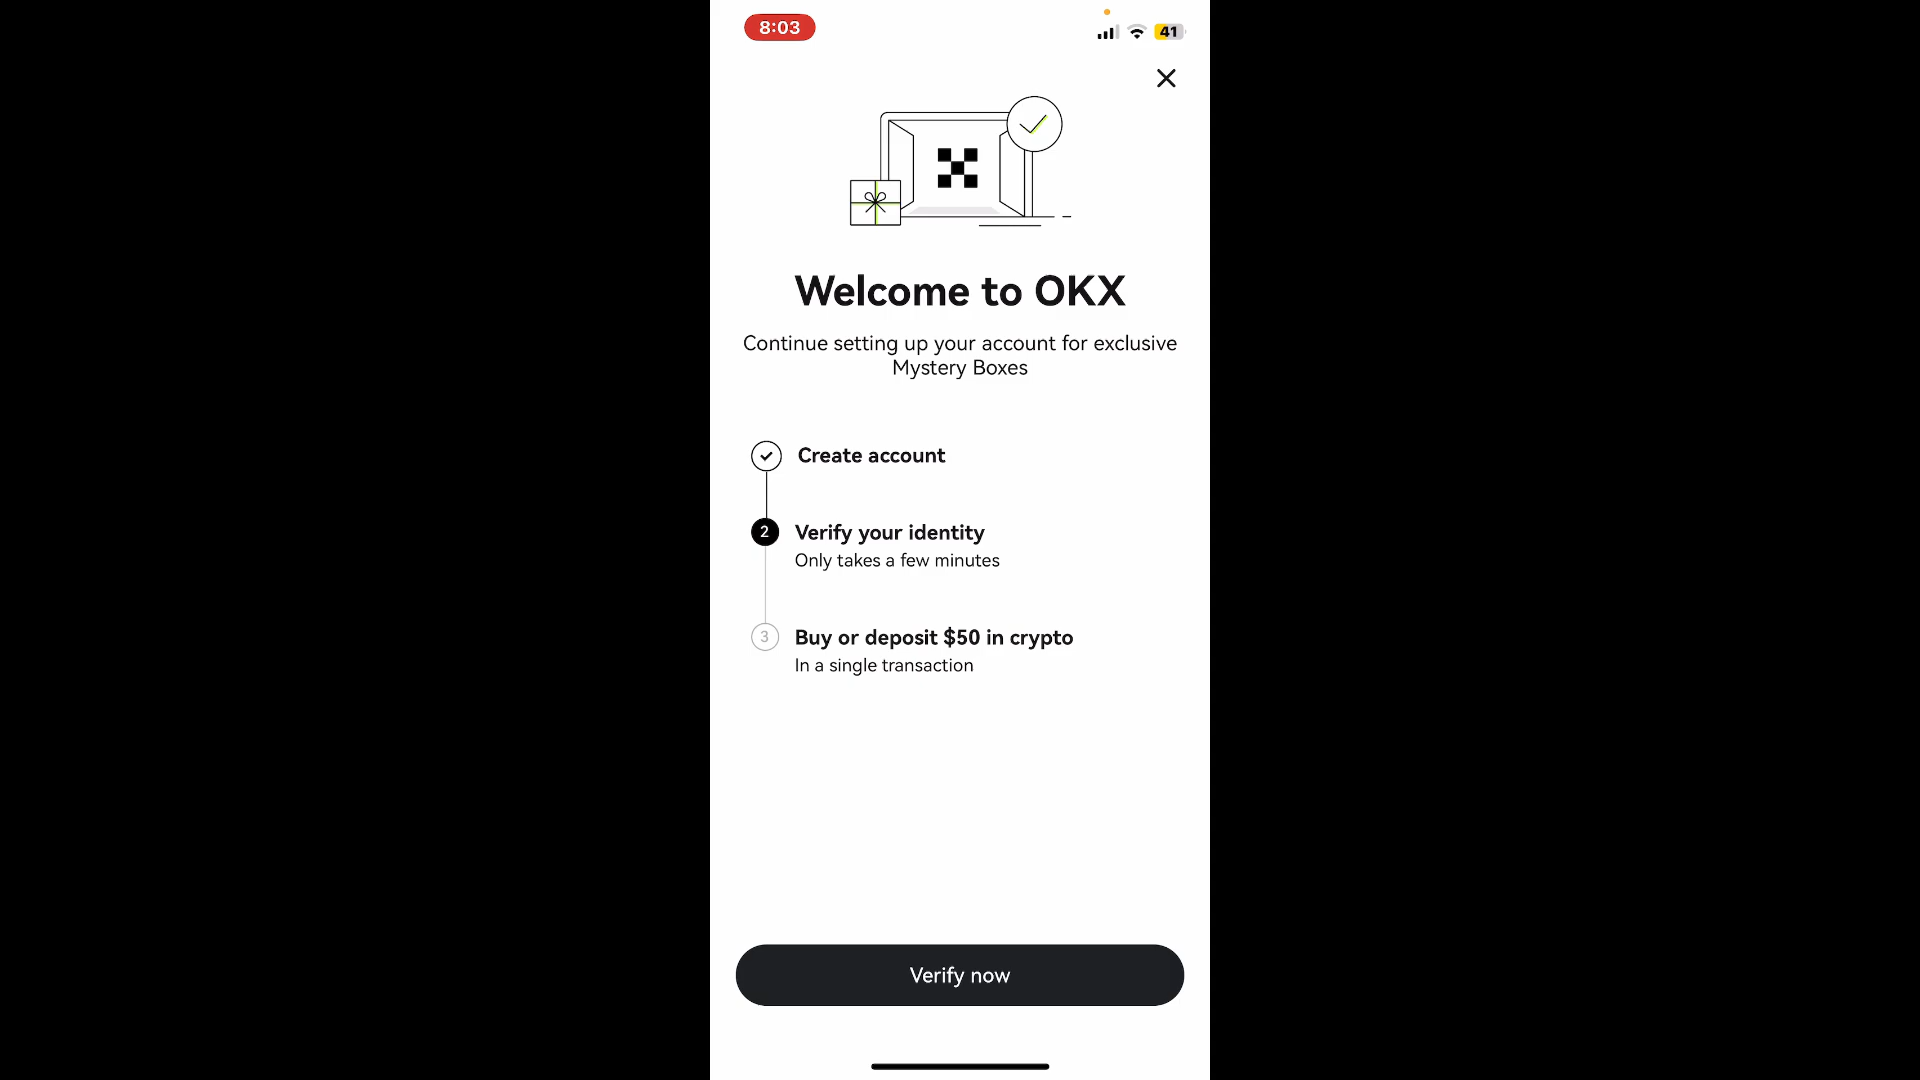 8:03
41
Welcome to OKX
Continue setting up your account for exclusive
Mystery Boxes
Create account
2
Verify your identity
Only takes a few minutes
3
Buy or deposit $50 in crypto
In a single transaction
Verify now